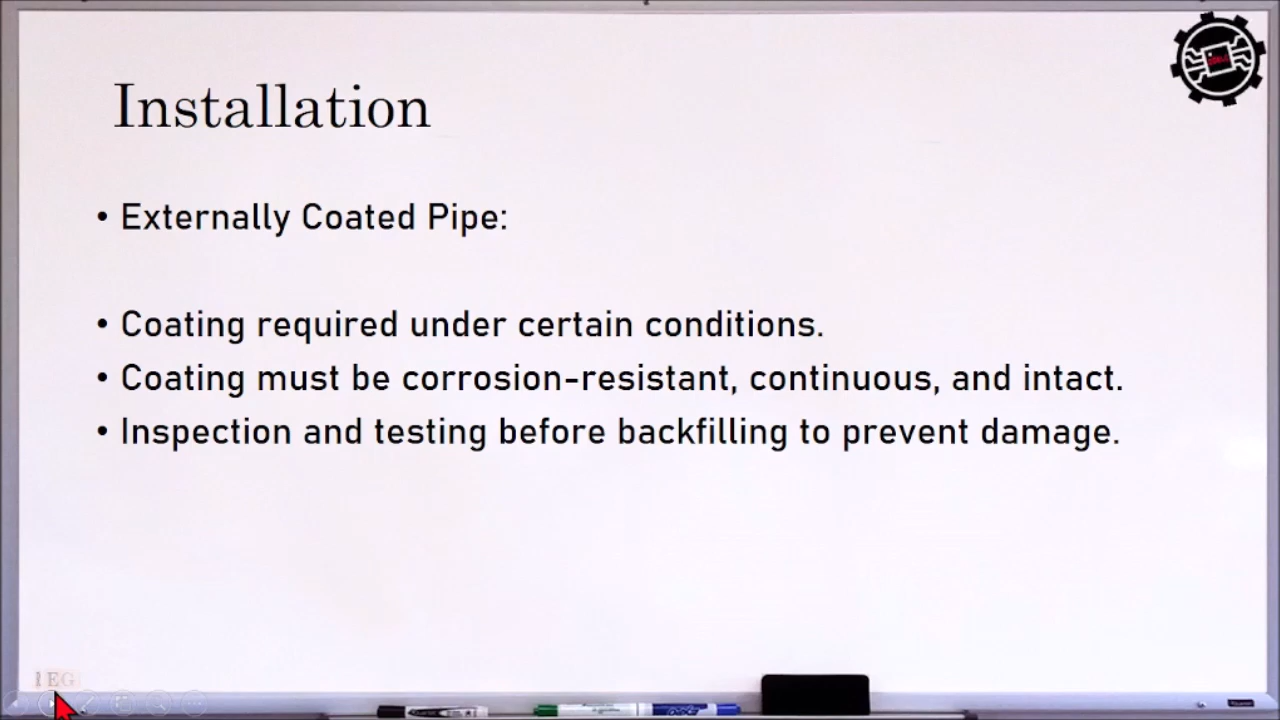 Installation
• Externally Coated Pipe:
• Coating required under certain conditions.
• Coating must be corrosion-resistant, continuous, and intact.
• Inspection and testing before backfilling to prevent damage.